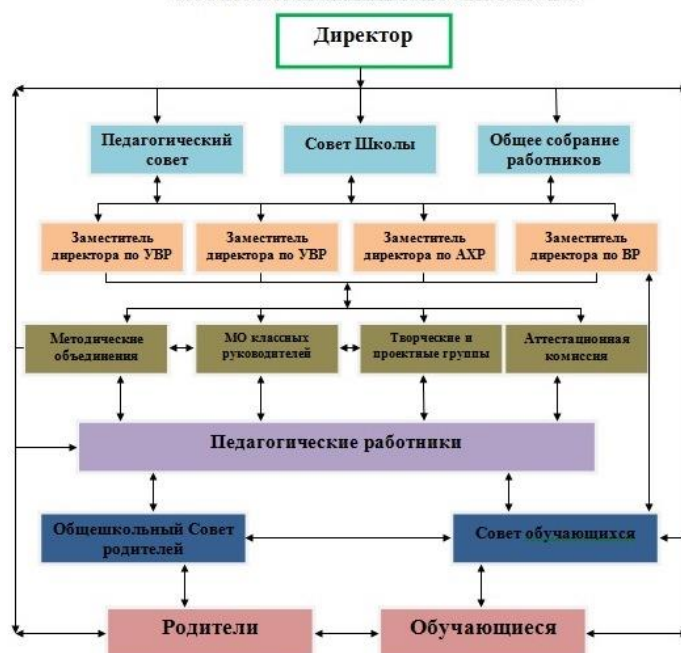 Директор
Педагогический
совет
Совет Школы
Общее собрание
работников
Заместитель
директора по УВР
Заместитель
директора по УВР
Заместитель
директора по АХР
Заместитель
директора по ВР
Методические
объединения
МО классных
руководителей
Творческие и
проектные группы
Аттестационная
комиссия
Педагогические работники
Общешкольный Совет
родителей
Совет обучающихся
Родители
Обучающиеся